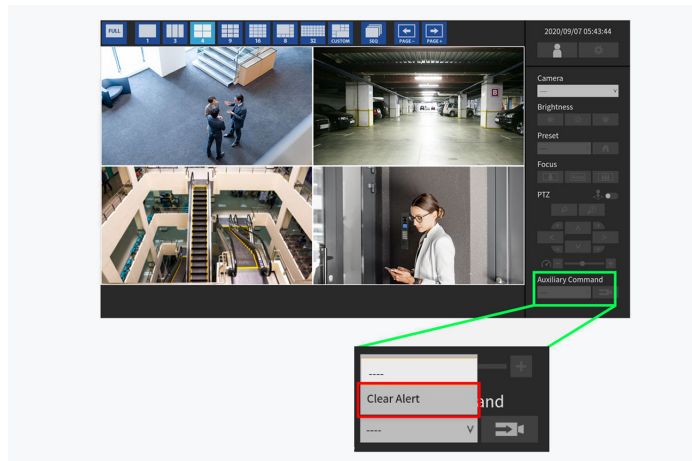 FULL
1
3
4
9
16
8
32
CUSTOM
SEQ
PAGE -
PAGE +
2020/09/07 05:43:44
B
Camera
---- v
Brightness
Preset
----
Focus
PTZ
Auxiliary Command
----
Clear Alert
and
---- v